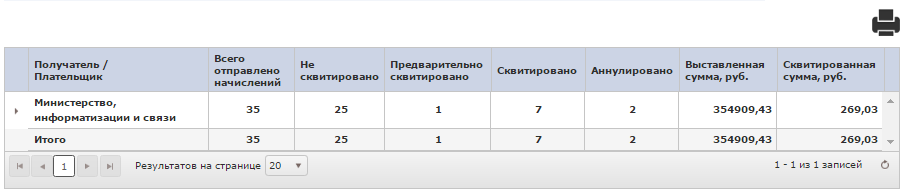 Получатель /
Плательщик
Всего
отправлено
начислений
Не
сквитировано
Предварительно
сквитировано
Сквитировано
Аннулировано
Выставленная
сумма, руб.
Сквитированная
сумма, руб.
Министерство,
информатизации и связи
35
25
1
7
2
354909,43
269,03
Итого
35
25
1
7
2
354909,43
269,03
1
Результатов на странице
20
1 - 1 из 1 записей